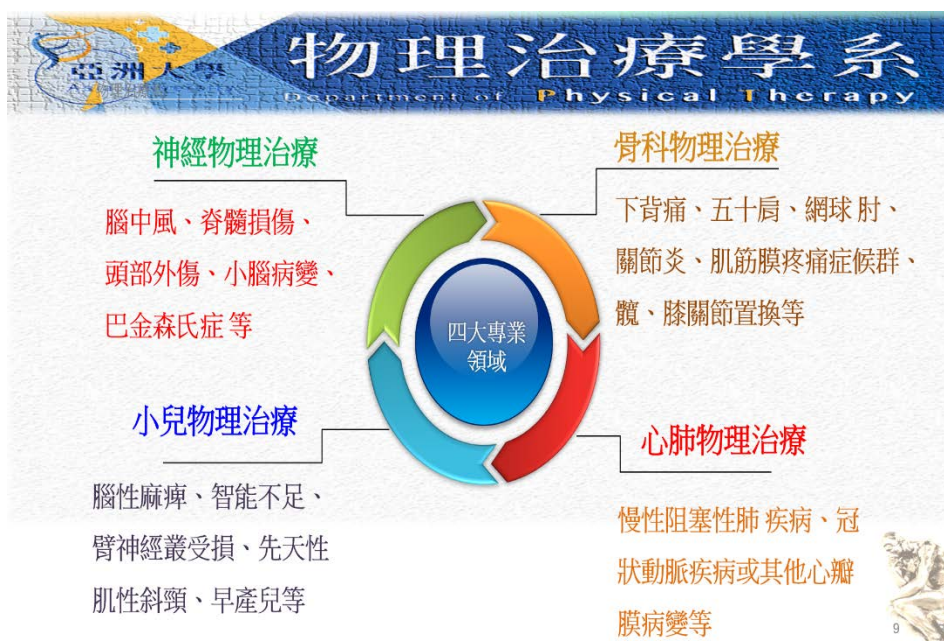 亞洲大學
物理治療學系
Department of Physical Therapy
神經物理治療
腦中風、脊髓損傷、
頭部外傷、小腦病變、
巴金森氏症 等
骨科物理治療
下背痛、五十肩、網球 肘、
關節炎、肌筋膜疼痛症候群、
髖、膝關節置換等
四大專業
領域
小兒物理治療
腦性麻痺、智能不足、
臂神經叢受損、先天性
肌性斜頸、早產兒等
心肺物理治療
慢性阻塞性肺 疾病、冠
狀動脈疾病或其他心瓣
膜病變等
9